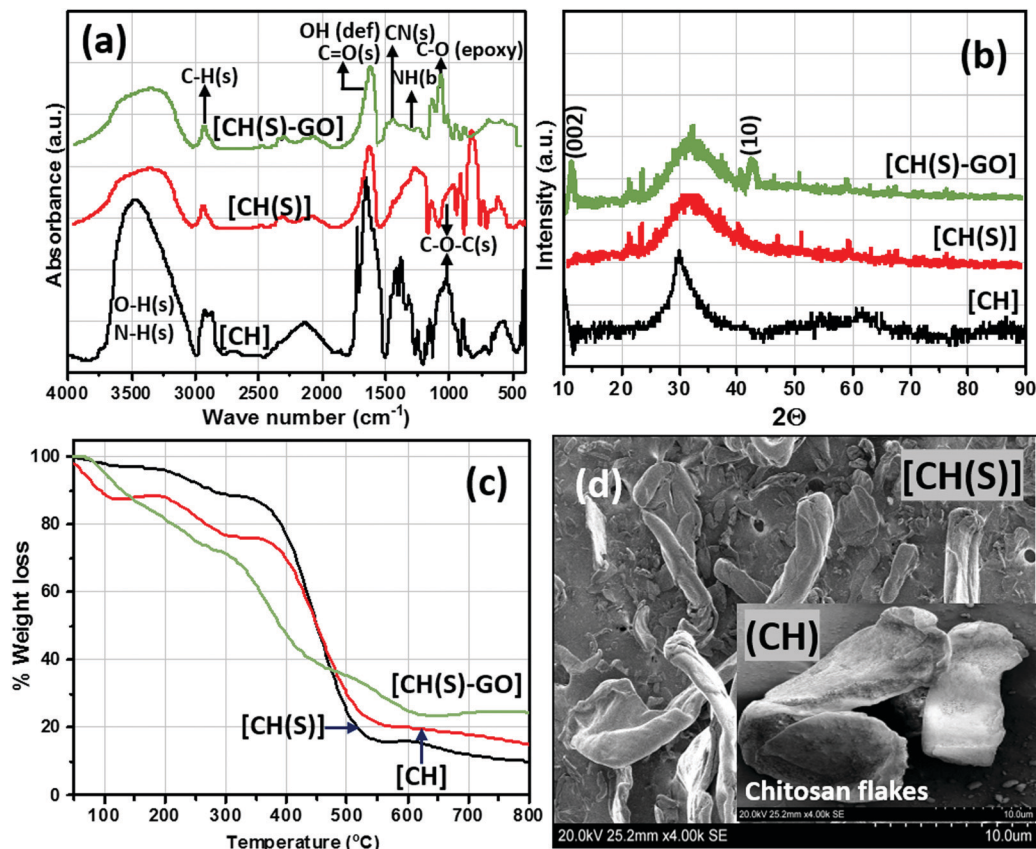 (a)
OH (def) CN(s)
C=O(s) C-O (epoxy)
C-H(s) NH(b
[CH(S)-GO]
[CH(S)]
C-O-C(s)
O-H(s)
N-H(s) [CH]
Absorbance (a.u.)
4000 3500 3000 2500 2000 1500 1000
Wave number (cm-1)
(b)
(002)
(10)
[CH(S)-GO]
[CH(S)]
[CH]
Intensity (a.u.)
10 20 30 40 50 60 70 80 90
2Θ
(c)
100
80
60
40
20
0
% Weight loss
[CH(S)-GO]
[CH(S)]
[CH]
100 200 300 400 500 600 700 800
Temperature (ºC)
(d)
[CH(S)]
(CH)
Chitosan flakes
20.0kV 25.2mm x4.00k SE 10.0um
20.0kV 25.2mm x4.00k SE 10.0um